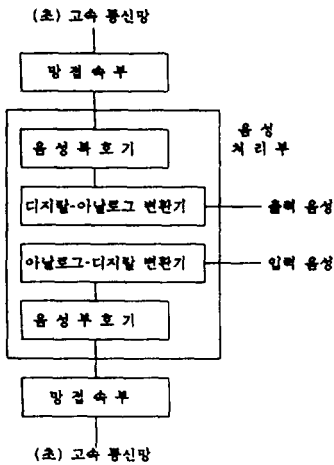 (초) 고속 통신망
망 접 속 부
음 성
처 리 부
음 성 복 호 기
디지탈-아날로그 변환기
출력 음성
아날로그-디지탈 변환기
입력 음성
음 성 부 호 기
망 접 속 부
(초) 고속 통신망